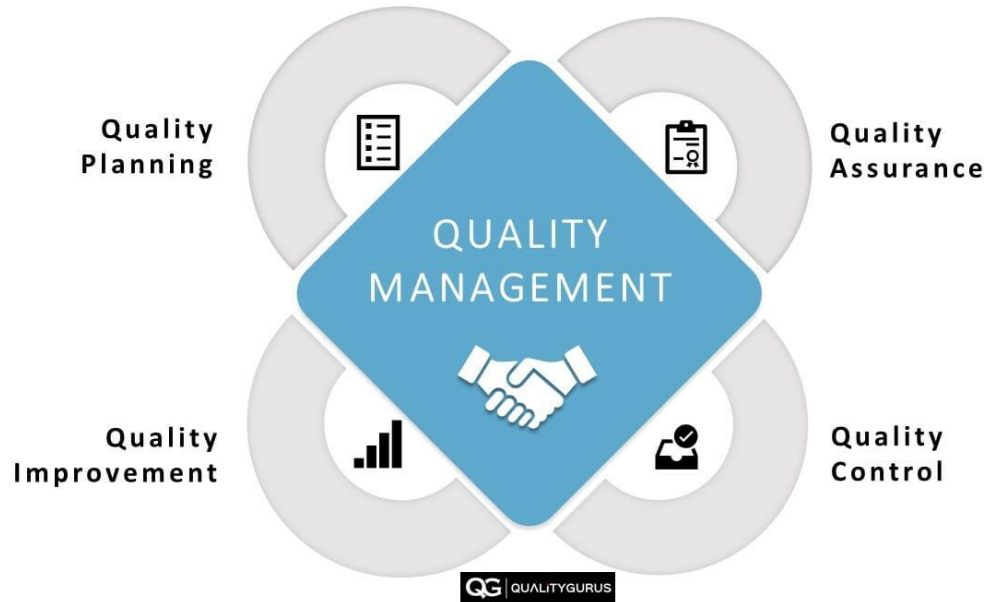 Quality
Planning
Quality
Assurance
QUALITY
MANAGEMENT
Quality
Improvement
Quality
Control
QG QUALITYGURUS